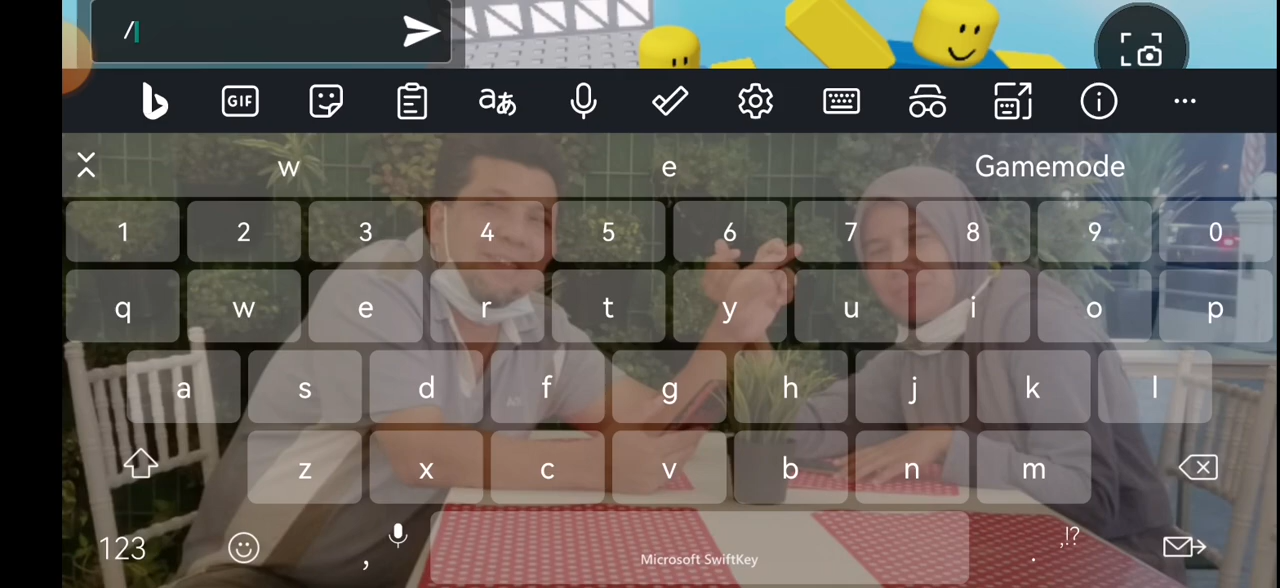 /
GIF
aあ
w e Gamemode
1 2 3 4 5 6 7 8 9 0
q w e r t y u i o p
a s d f g h j k l
z x c v b n m
123 , . ,!?
Microsoft SwiftKey